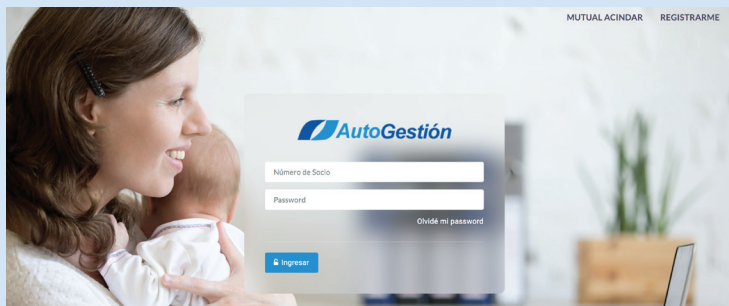 MUTUAL ACINDAR REGISTRARME
AutoGestión
Número de Socio
Password
Olvidé mi password
Ingresar